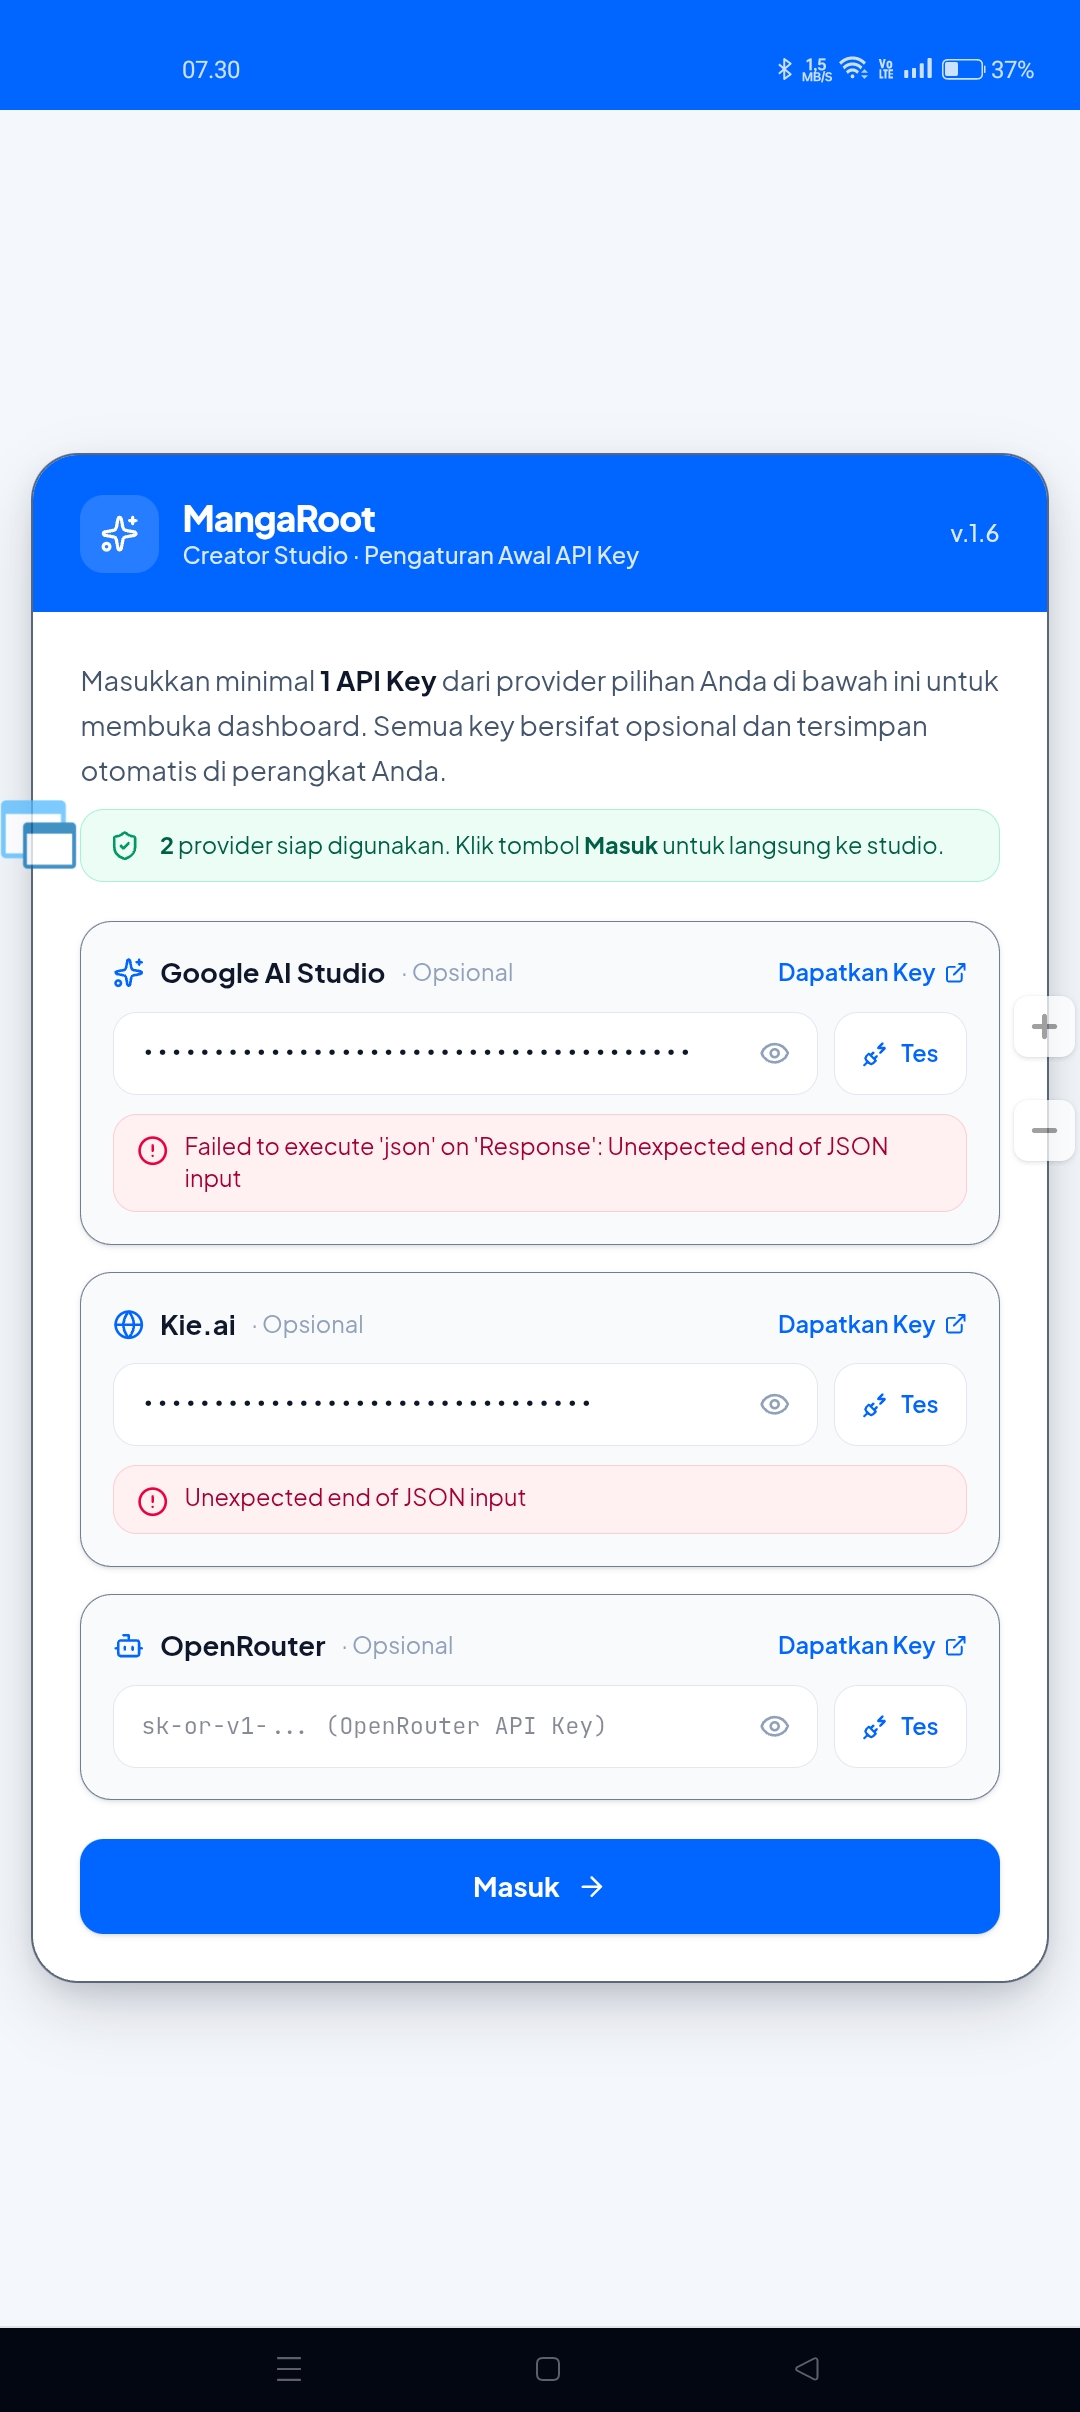 07.30
1,5 MB/S
Vo LTE
37%
MangaRoot
Creator Studio · Pengaturan Awal API Key
v.1.6
Masukkan minimal 1 API Key dari provider pilihan Anda di bawah ini untuk
membuka dashboard. Semua key bersifat opsional dan tersimpan
otomatis di perangkat Anda.
2 provider siap digunakan. Klik tombol Masuk untuk langsung ke studio.
Google AI Studio · Opsional
Dapatkan Key
••••••••••••••••••••••••••••••••••••••• Tes
Failed to execute 'json' on 'Response': Unexpected end of JSON
input
Kie.ai · Opsional
Dapatkan Key
•••••••••••••••••••••••••••••••• Tes
Unexpected end of JSON input
OpenRouter · Opsional
Dapatkan Key
sk-or-v1-... (OpenRouter API Key)
Tes
Masuk →